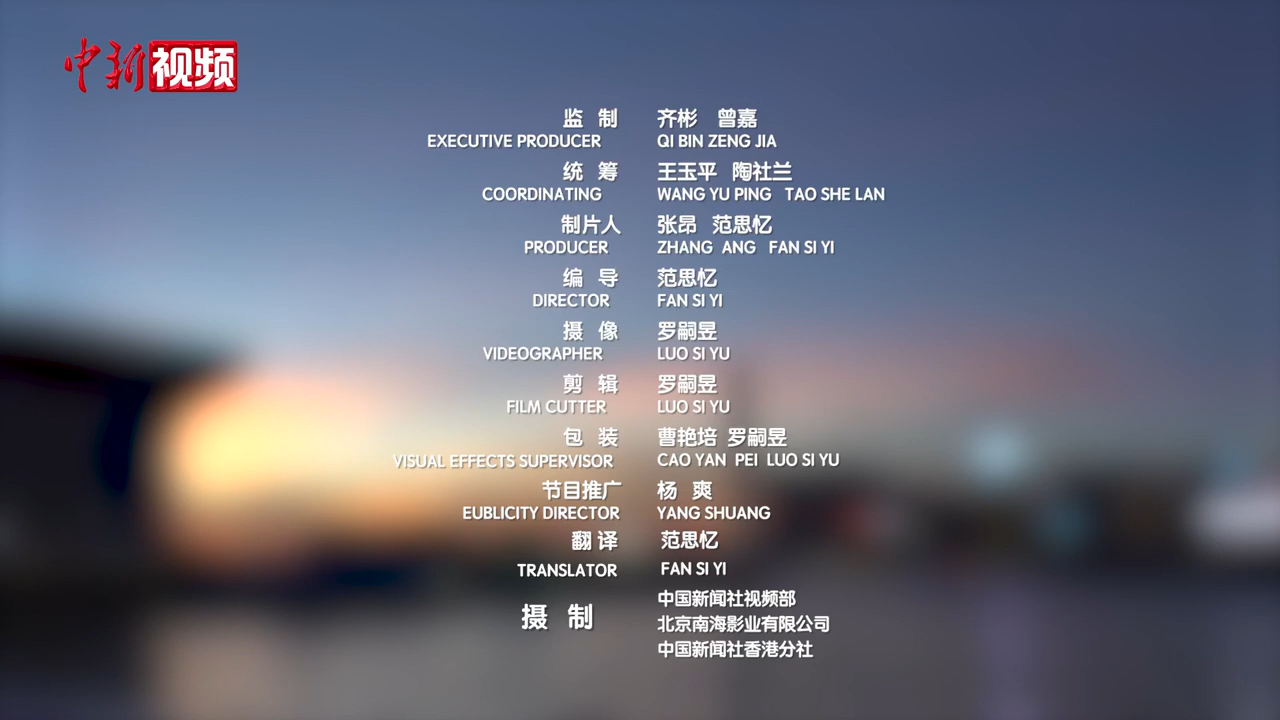 中新视频
监 制 齐彬 曾嘉
EXECUTIVE PRODUCER QI BIN ZENG JIA
统 筹 王玉平 陶社兰
COORDINATING WANG YU PING TAO SHE LAN
制片人 张昂 范思忆
PRODUCER ZHANG ANG FAN SI YI
编 导 范思忆
DIRECTOR FAN SI YI
摄 像 罗嗣昱
VIDEOGRAPHER LUO SI YU
剪 辑 罗嗣昱
FILM CUTTER LUO SI YU
包 装 曹艳培 罗嗣昱
VISUAL EFFECTS SUPERVISOR CAO YAN PEI LUO SI YU
节目推广 杨 爽
EUBLICITY DIRECTOR YANG SHUANG
翻 译 范思忆
TRANSLATOR FAN SI YI
摄 制 中国新闻社视频部
北京南海影业有限公司
中国新闻社香港分社